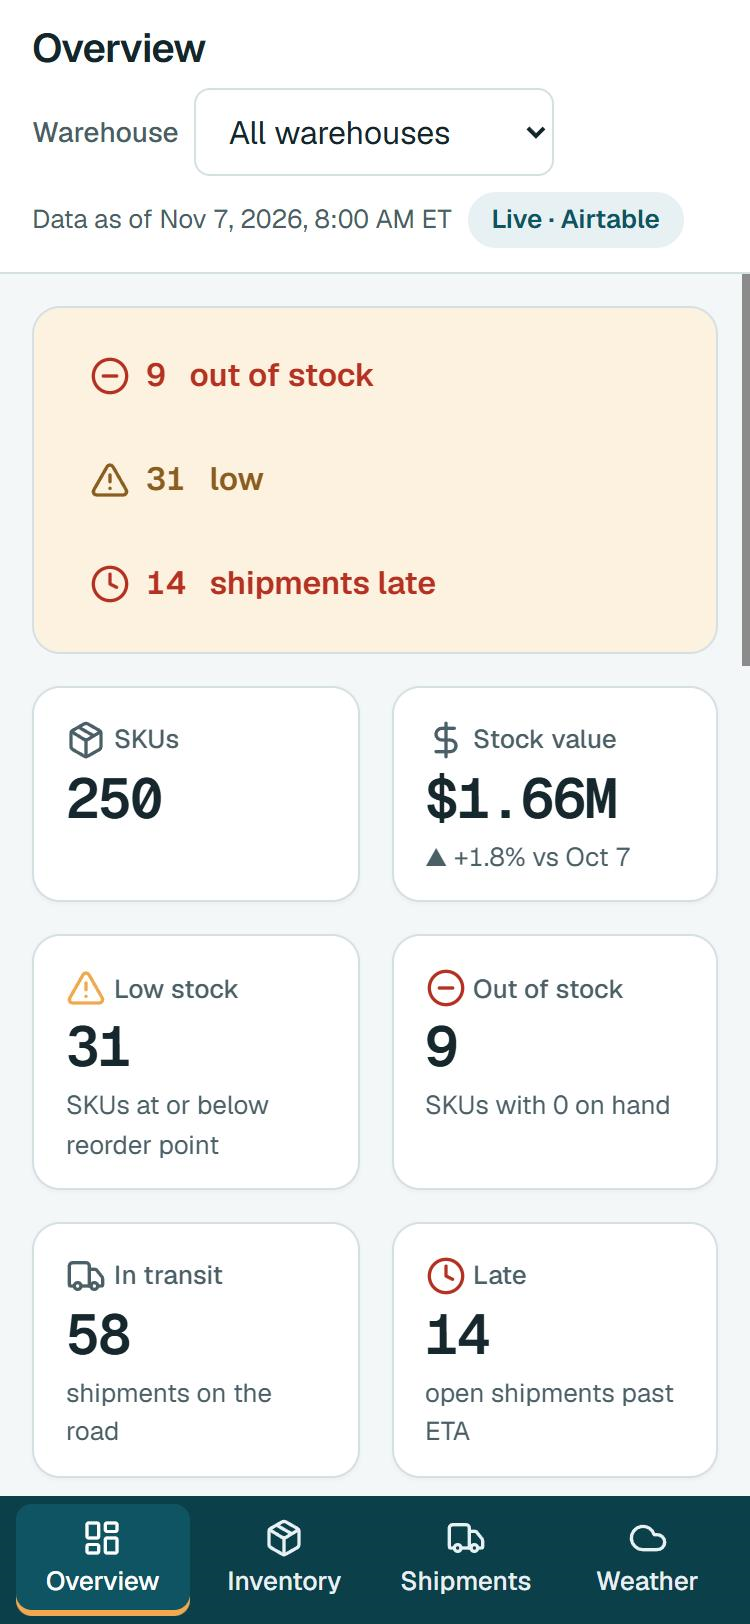 Overview
Warehouse All warehouses
Data as of Nov 7, 2026, 8:00 AM ET Live · Airtable
9 out of stock
31 low
14 shipments late
SKUs
250
Stock value
$1.66M
▲ +1.8% vs Oct 7
Low stock
31
SKUs at or below
reorder point
Out of stock
9
SKUs with 0 on hand
In transit
58
shipments on the
road
Late
14
open shipments past
ETA
Overview Inventory Shipments Weather